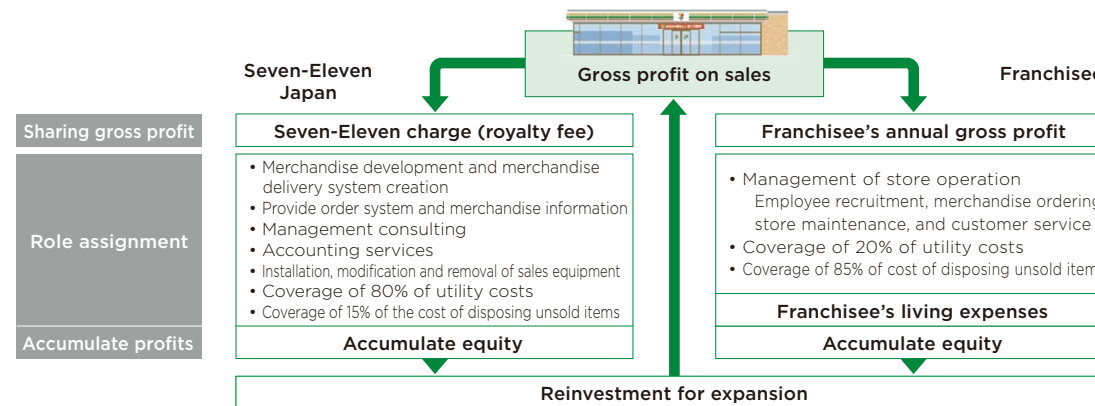 Gross profit on sales
Seven-Eleven
Japan
Franchisee
Sharing gross profit
Seven-Eleven charge (royalty fee)
Franchisee's annual gross profit
Role assignment
• Merchandise development and merchandise
delivery system creation
• Provide order system and merchandise information
• Management consulting
• Accounting services
• Installation, modification and removal of sales equipment
• Coverage of 80% of utility costs
• Coverage of 15% of the cost of disposing unsold items
• Management of store operation
Employee recruitment, merchandise ordering
store maintenance, and customer service
• Coverage of 20% of utility costs
• Coverage of 85% of cost of disposing unsold item
Franchisee's living expenses
Accumulate profits
Accumulate equity
Accumulate equity
Reinvestment for expansion